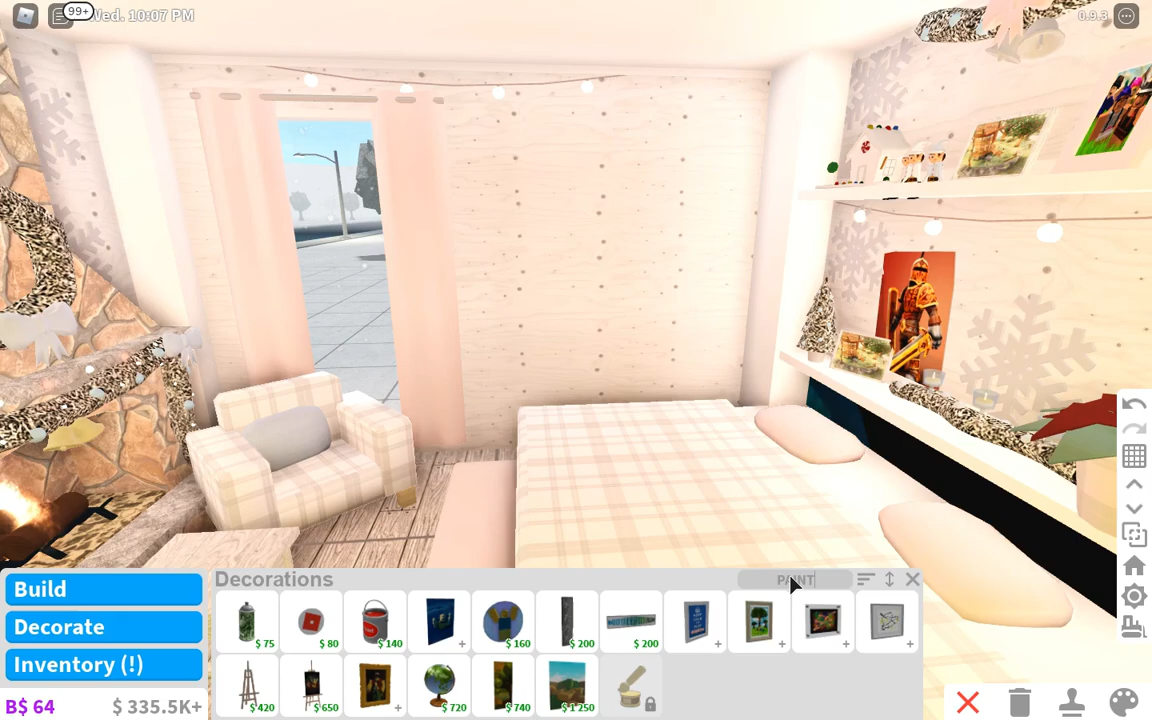 99+
Wed. 10:07 PM
0.9.3
Decorations
PAINT
Build
Decorate
Inventory (!)
B$ 64
$ 335.5K+
$ 75
$ 80
$ 140
+
$ 160
$ 200
$ 200
+
+
+
+
$ 420
$ 650
+
$ 720
$ 740
$ 1 250